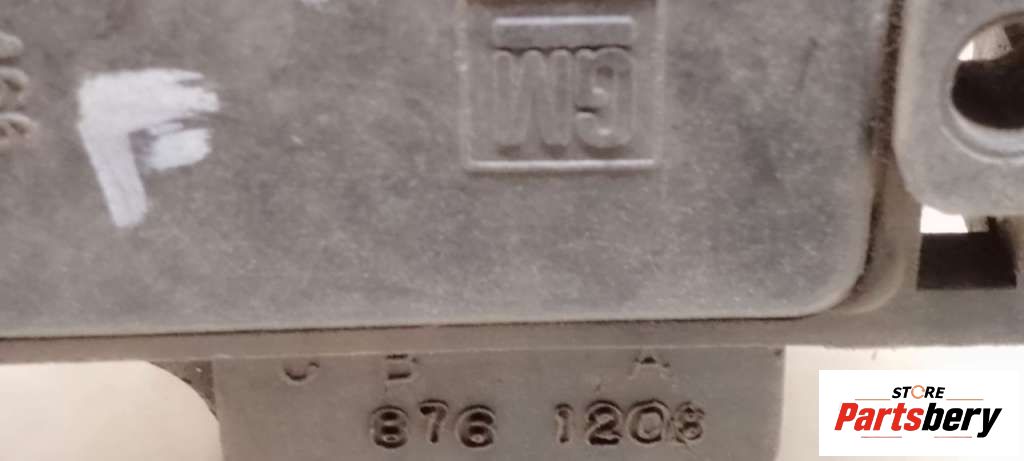 GM
F
C B A
876 1208
STORE
Partsbery